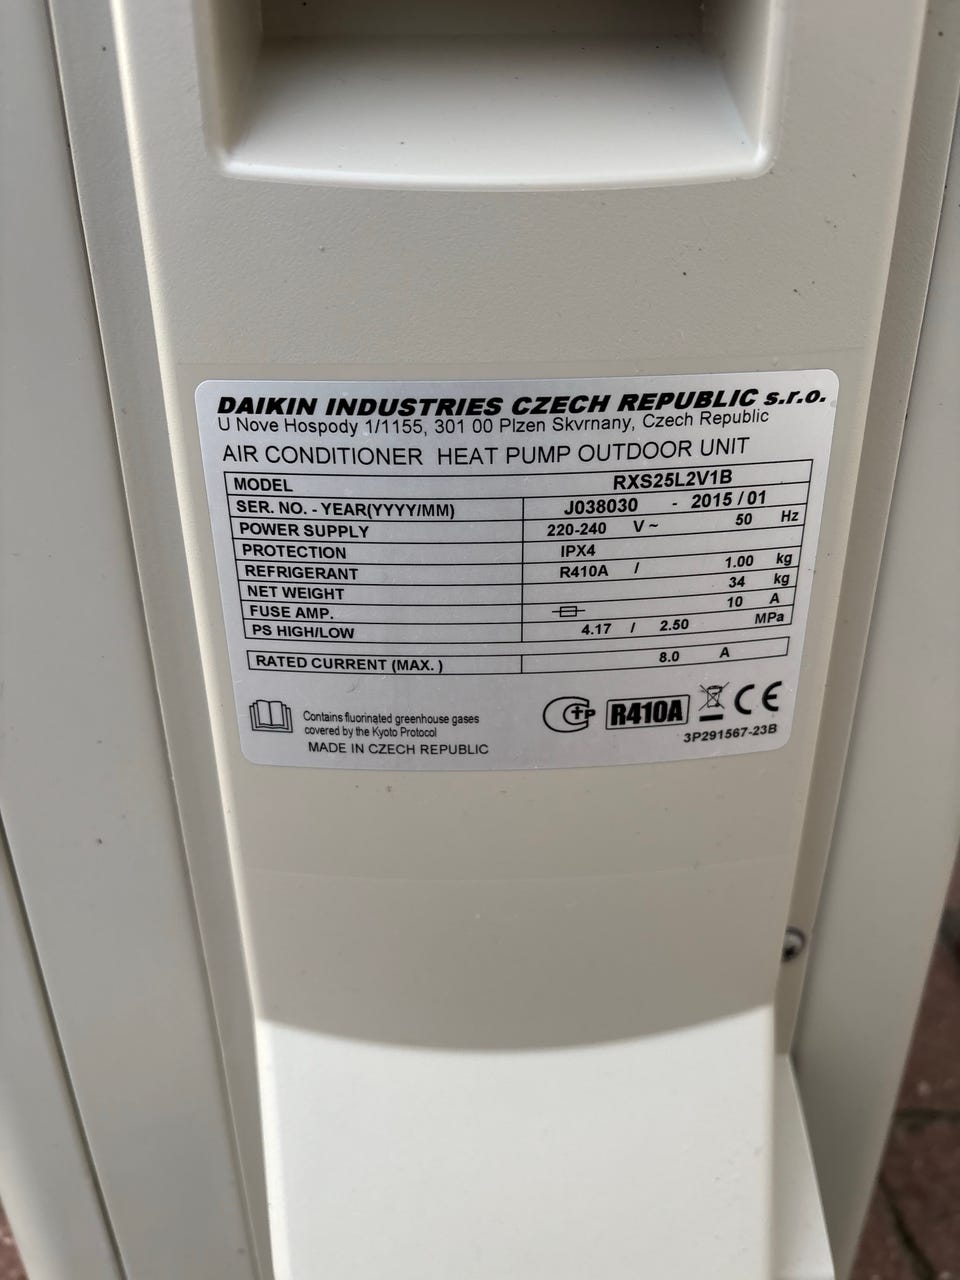 DAIKIN INDUSTRIES CZECH REPUBLIC s.r.o.
U Nove Hospody 1/1155, 301 00 Plzen Skvrnany, Czech Republic
AIR CONDITIONER HEAT PUMP OUTDOOR UNIT
MODEL RXS25L2V1B
SER. NO. - YEAR(YYYY/MM) J038030 - 2015 / 01
POWER SUPPLY 220-240 V ~ 50 Hz
PROTECTION IPX4
REFRIGERANT R410A / 1.00 kg
NET WEIGHT 34 kg
FUSE AMP. 10 A
PS HIGH/LOW 4.17 / 2.50 MPa
RATED CURRENT (MAX. ) 8.0 A
Contains fluorinated greenhouse gases
covered by the Kyoto Protocol
MADE IN CZECH REPUBLIC
R410A CE
3P291567-23B